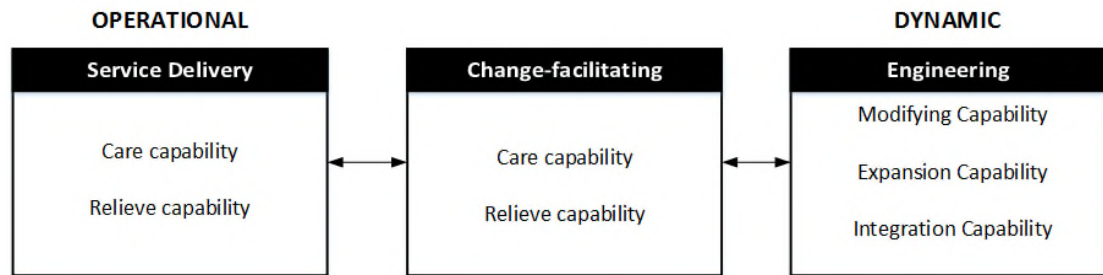 OPERATIONAL
DYNAMIC
Service Delivery
Care capability
Relieve capability
Change-facilitating
Care capability
Relieve capability
Engineering
Modifying Capability
Expansion Capability
Integration Capability